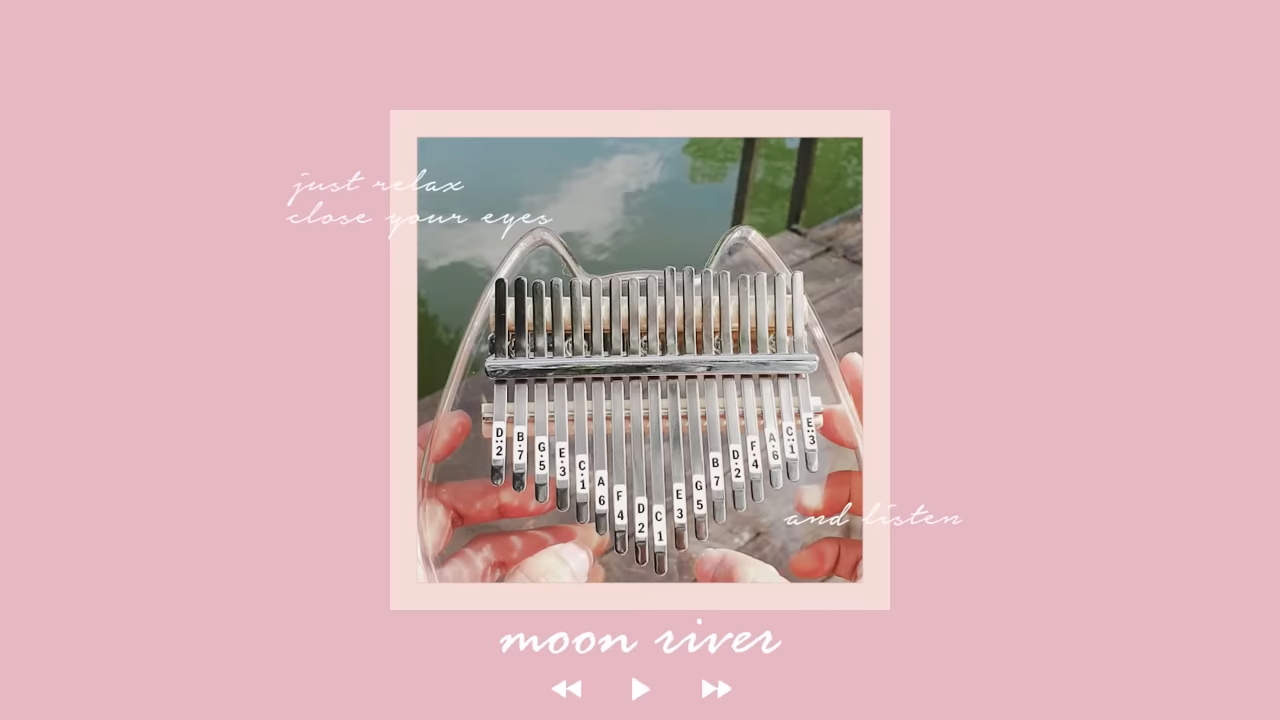 just relax
close your eyes
D 2
B 7
G 5
E 3
C 1
A 6
F 4
D 2
C 1
E 3
G 5
B 7
D 2
F 4
A 6
C 1
E 3
and listen
moon river